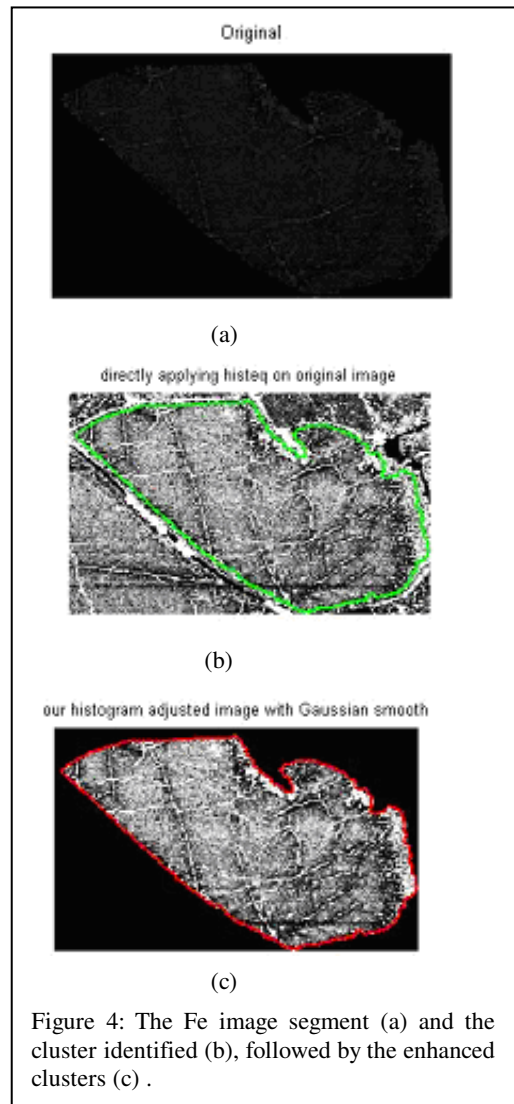 Original
(a)
directly applying histeq on original image
(b)
our histogram adjusted image with Gaussian smooth
(c)
Figure 4: The Fe image segment (a) and the
cluster identified (b), followed by the enhanced
clusters (c) .